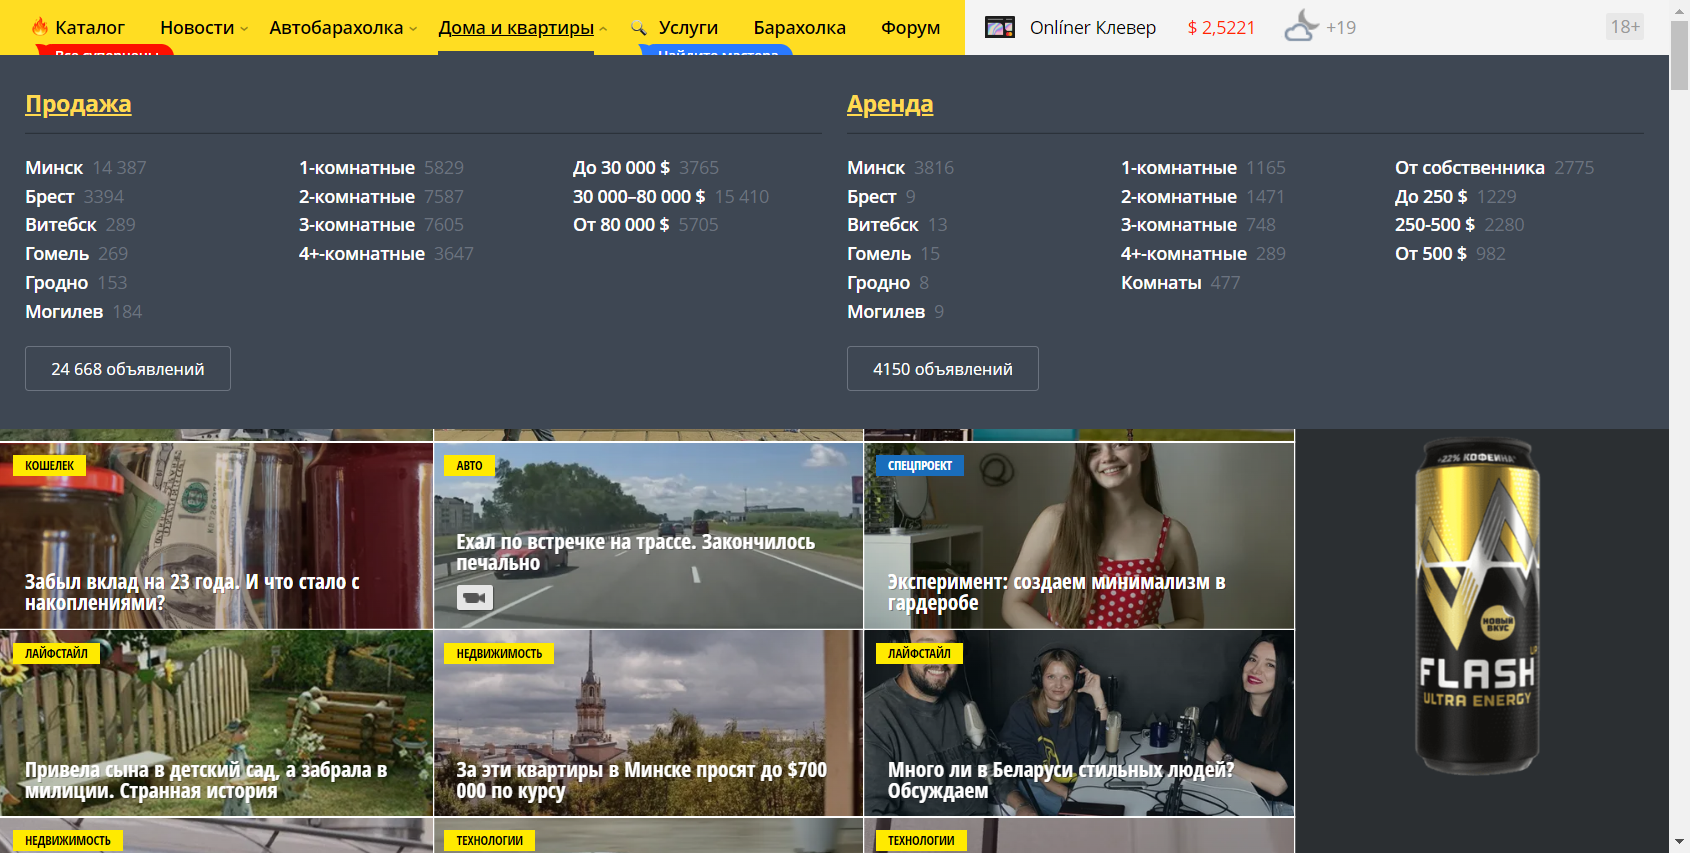 Каталог
Новости
Автобарахолка
Дома и квартиры
Услуги
Барахолка
Форум
Onlíner Клевер
$ 2,5221
+19
18+
Все суперцены
Найдите мастера
Продажа
Минск 14 387
Брест 3394
Витебск 289
Гомель 269
Гродно 153
Могилев 184
1-комнатные 5829
2-комнатные 7587
3-комнатные 7605
4+-комнатные 3647
До 30 000 $ 3765
30 000–80 000 $ 15 410
От 80 000 $ 5705
24 668 объявлений
Аренда
Минск 3816
Брест 9
Витебск 13
Гомель 15
Гродно 8
Могилев 9
1-комнатные 1165
2-комнатные 1471
3-комнатные 748
4+-комнатные 289
Комнаты 477
От собственника 2775
До 250 $ 1229
250-500 $ 2280
От 500 $ 982
4150 объявлений
КОШЕЛЕК
Забыл вклад на 23 года. И что стало с
накоплениями?
АВТО
Ехал по встречке на трассе. Закончилось
печально
СПЕЦПРОЕКТ
Эксперимент: создаем минимализм в
гардеробе
+22% КОФЕИНА*
НОВЫЙ
ВКУС
FLASH
UP
ULTRA ENERGY
ЛАЙФСТАЙЛ
Привела сына в детский сад, а забрала в
милиции. Странная история
НЕДВИЖИМОСТЬ
За эти квартиры в Минске просят до $700
000 по курсу
ЛАЙФСТАЙЛ
Много ли в Беларуси стильных людей?
Обсуждаем
НЕДВИЖИМОСТЬ
ТЕХНОЛОГИИ
ТЕХНОЛОГИИ